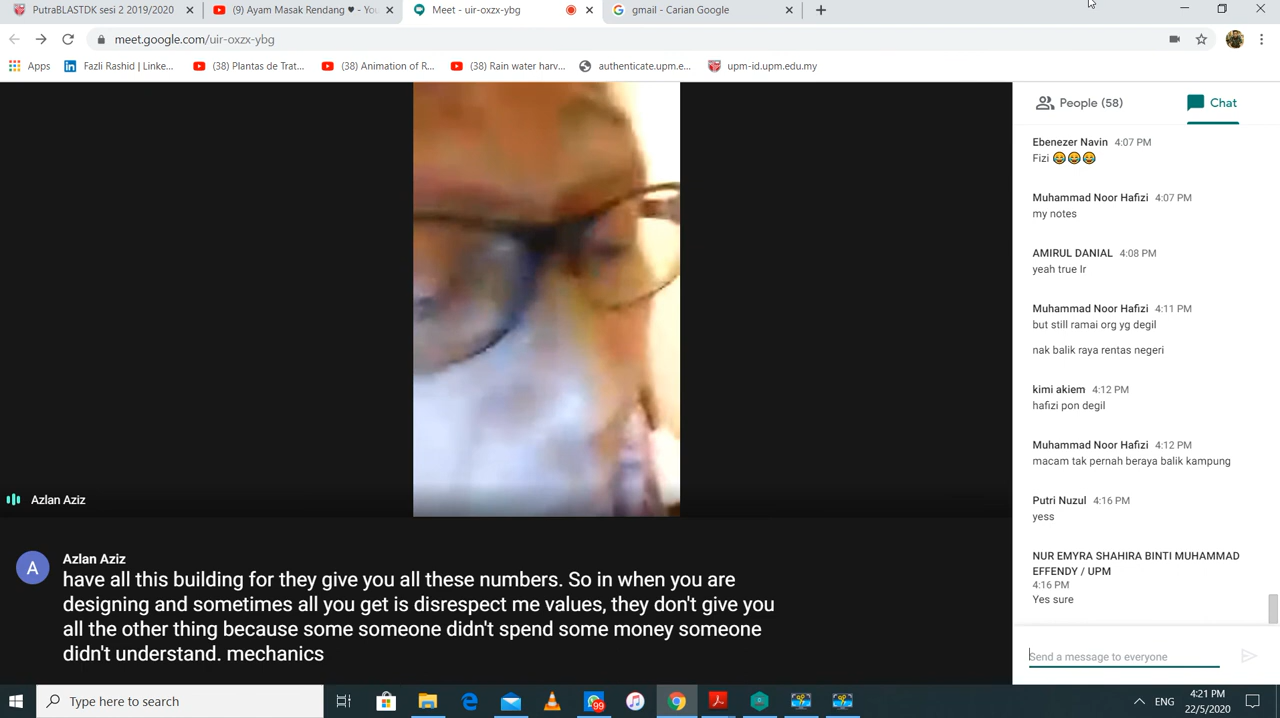 PutraBLASTDK sesi 2 2019/2020
(9) Ayam Masak Rendang ♥ - You
Meet - uir-oxzx-ybg
gmail - Carian Google
meet.google.com/uir-oxzx-ybg
Apps
Fazli Rashid | Linke...
(38) Plantas de Trat...
(38) Animation of R...
(38) Rain water harv...
authenticate.upm.e...
upm-id.upm.edu.my
People (58)
Chat
Ebenezer Navin 4:07 PM
Fizi 😂😂😂
Muhammad Noor Hafizi 4:07 PM
my notes
AMIRUL DANIAL 4:08 PM
yeah true Ir
Muhammad Noor Hafizi 4:11 PM
but still ramai org yg degil
nak balik raya rentas negeri
kimi akiem 4:12 PM
hafizi pon degil
Muhammad Noor Hafizi 4:12 PM
macam tak pernah beraya balik kampung
Putri Nuzul 4:16 PM
yess
NUR EMYRA SHAHIRA BINTI MUHAMMAD
EFFENDY / UPM
4:16 PM
Yes sure
Send a message to everyone
Azlan Aziz
A
Azlan Aziz
have all this building for they give you all these numbers. So in when you are
designing and sometimes all you get is disrespect me values, they don't give you
all the other thing because some someone didn't spend some money someone
didn't understand. mechanics
Type here to search
99
ENG
4:21 PM
22/5/2020